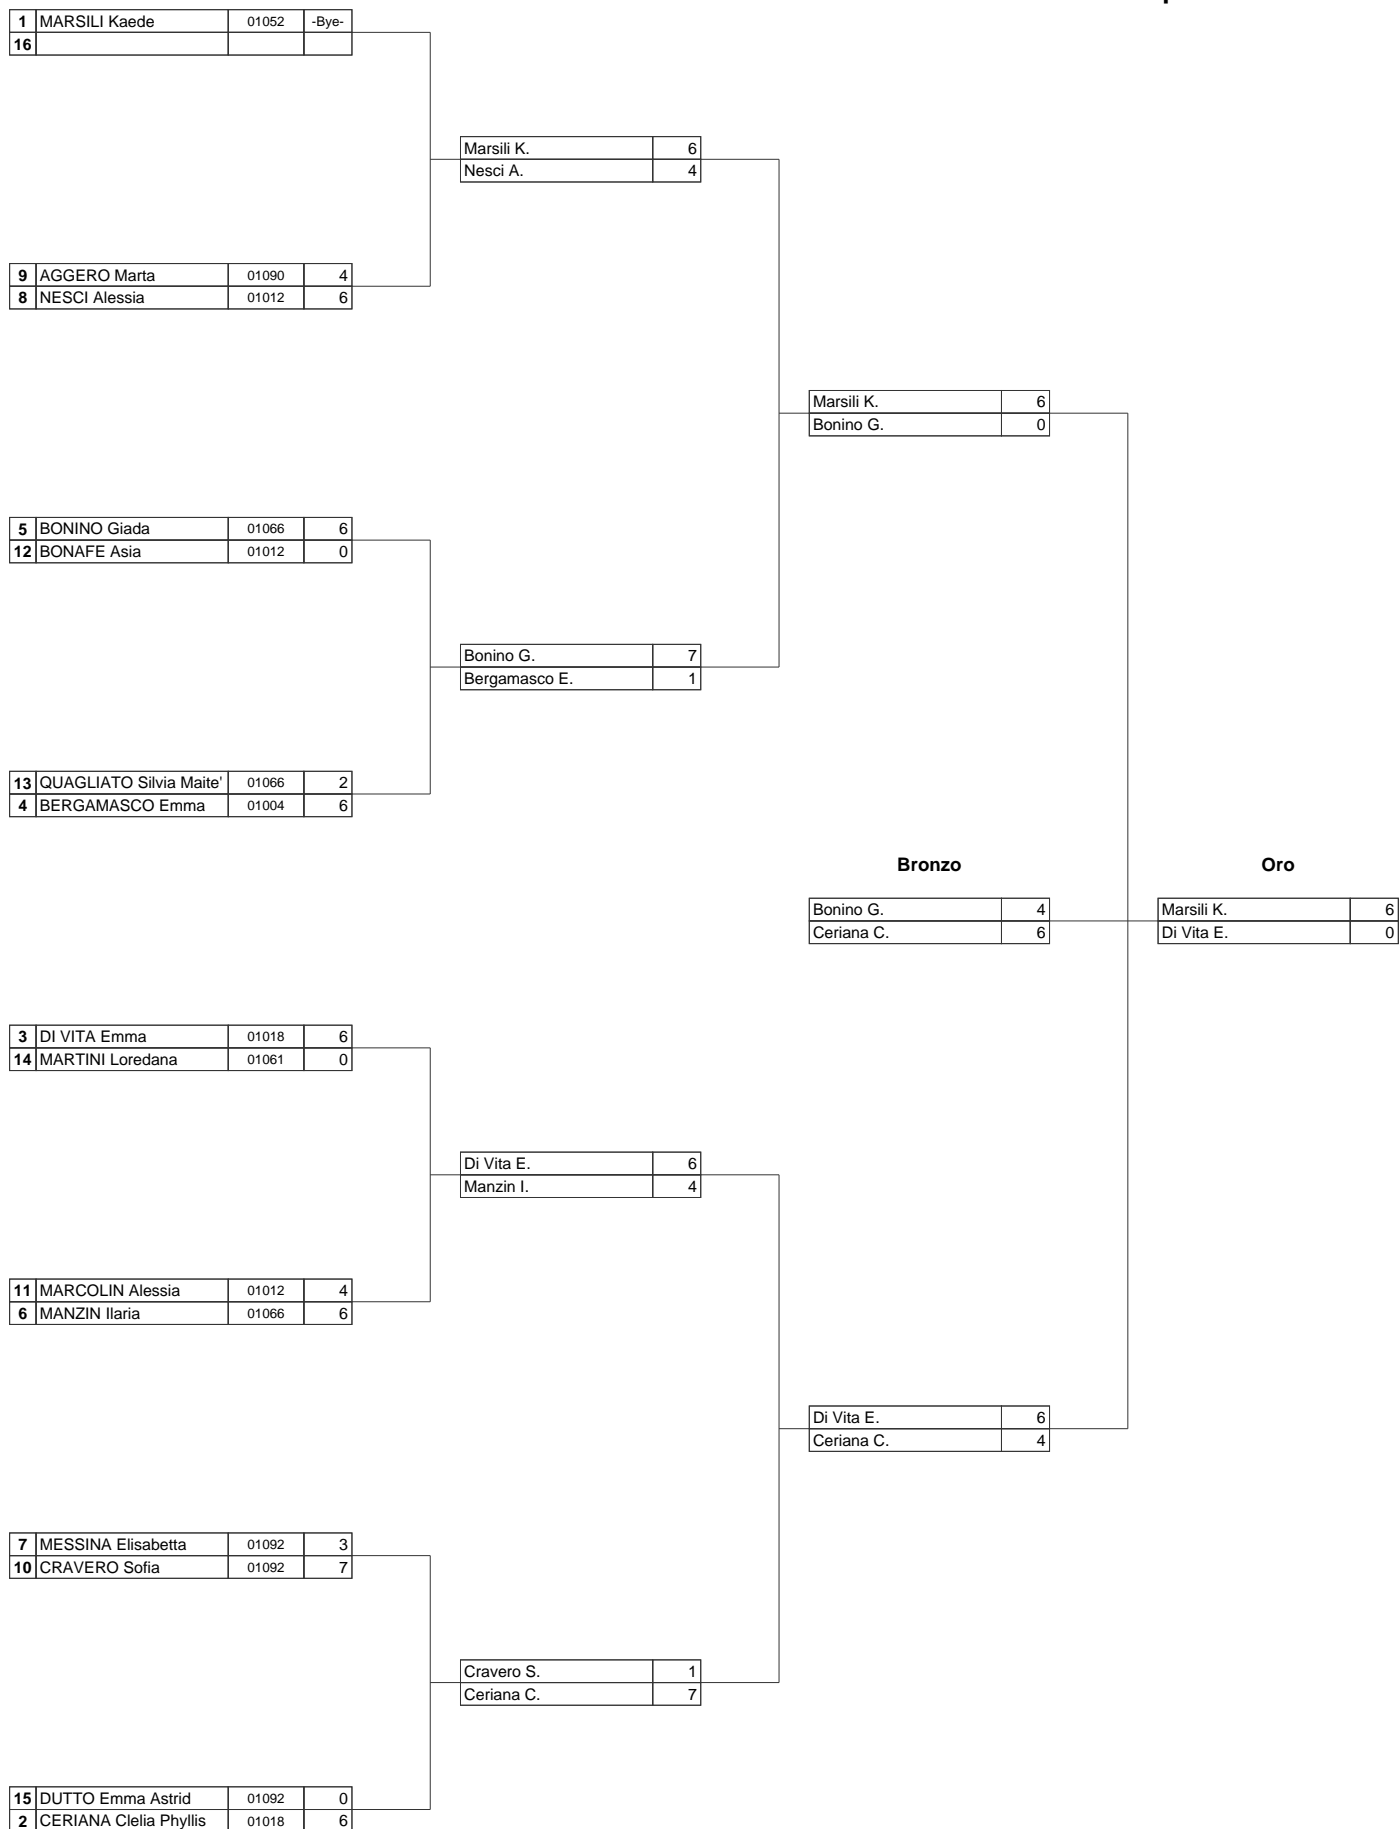 1 MARSILI Kaede 01052 -Bye-
16
Marsili K. 6
Nesci A. 4
9 AGGERO Marta 01090 4
8 NESCI Alessia 01012 6
Marsili K. 6
Bonino G. 0
5 BONINO Giada 01066 6
12 BONAFE Asia 01012 0
Bonino G. 7
Bergamasco E. 1
13 QUAGLIATO Silvia Maite' 01066 2
4 BERGAMASCO Emma 01004 6
Bronzo Oro
Bonino G. 4 Marsili K. 6
Ceriana C. 6 Di Vita E. 0
3 DI VITA Emma 01018 6
14 MARTINI Loredana 01061 0
Di Vita E. 6
Manzin I. 4
11 MARCOLIN Alessia 01012 4
6 MANZIN Ilaria 01066 6
Di Vita E. 6
Ceriana C. 4
7 MESSINA Elisabetta 01092 3
10 CRAVERO Sofia 01092 7
Cravero S. 1
Ceriana C. 7
15 DUTTO Emma Astrid 01092 0
2 CERIANA Clelia Phyllis 01018 6